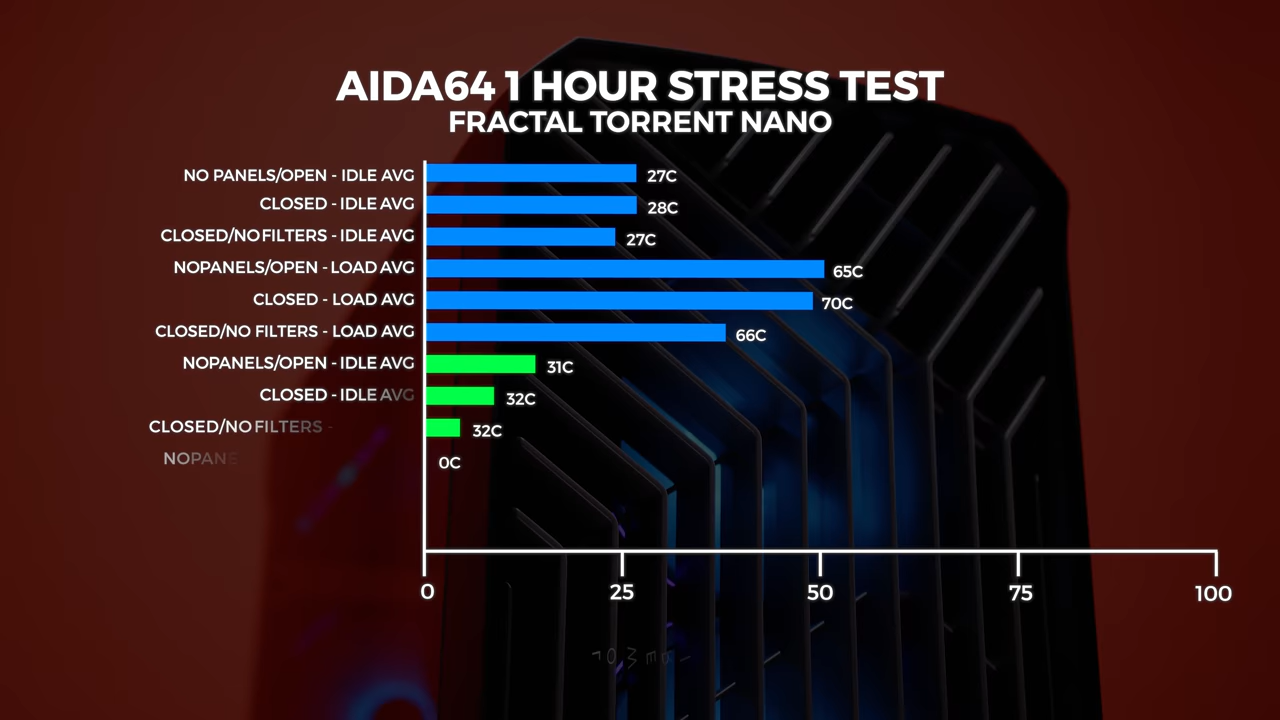 AIDA64 1 HOUR STRESS TEST
FRACTAL TORRENT NANO
NO PANELS/OPEN - IDLE AVG 27C
CLOSED - IDLE AVG 28C
CLOSED/NO FILTERS - IDLE AVG 27C
NOPANELS/OPEN - LOAD AVG 65C
CLOSED - LOAD AVG 70C
CLOSED/NO FILTERS - LOAD AVG 66C
NOPANELS/OPEN - IDLE AVG 31C
CLOSED - IDLE AVG 32C
CLOSED/NO FILTERS - 32C
NOPANE 0C
0 25 50 75 100